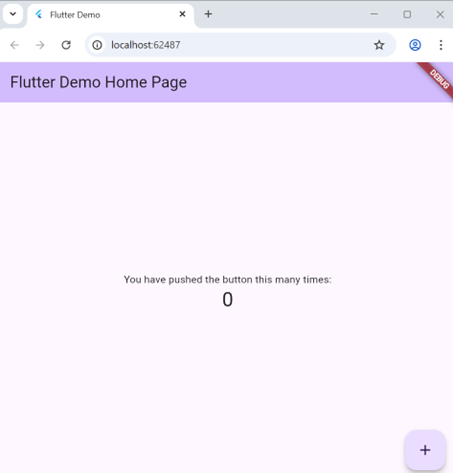 Flutter Demo
localhost:62487
Flutter Demo Home Page
DEBUG
You have pushed the button this many times:
0